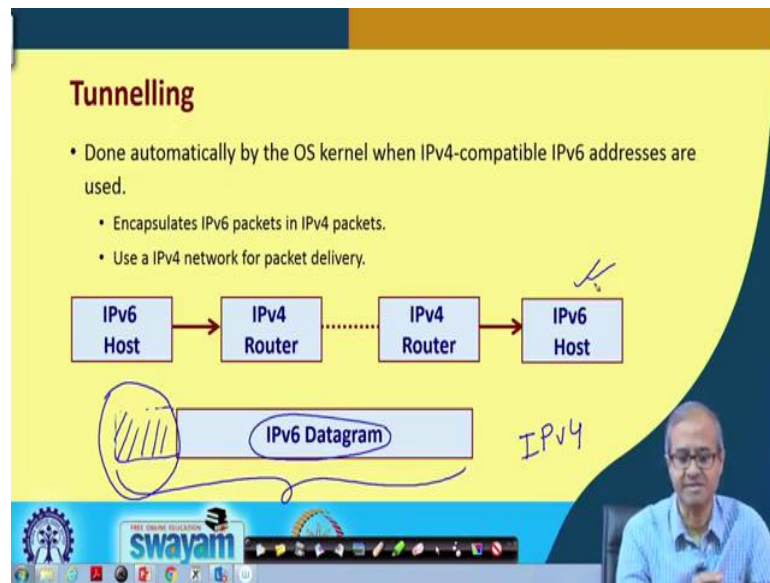 Tunnelling
• Done automatically by the OS kernel when IPv4-compatible IPv6 addresses are
used.
• Encapsulates IPv6 packets in IPv4 packets.
• Use a IPv4 network for packet delivery.
IPv6 Host
IPv4 Router
IPv4 Router
IPv6 Host
IPv6 Datagram
IPv4
FREE ONLINE EDUCATION
swayam